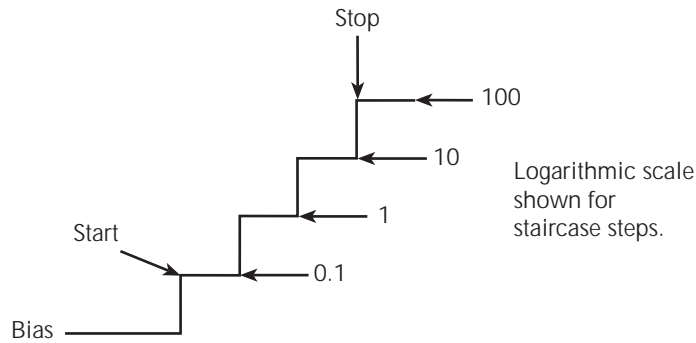 Stop
100
10
Logarithmic scale
shown for
staircase steps.
1
Start
0.1
Bias